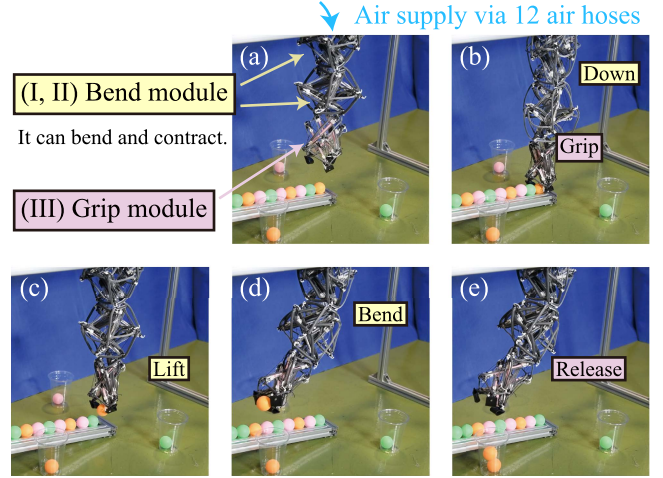 Air supply via 12 air hoses
(a)
(b)
(I, II) Bend module
It can bend and contract.
(III) Grip module
Down
Grip
(c)
(d)
(e)
Lift
Bend
Release